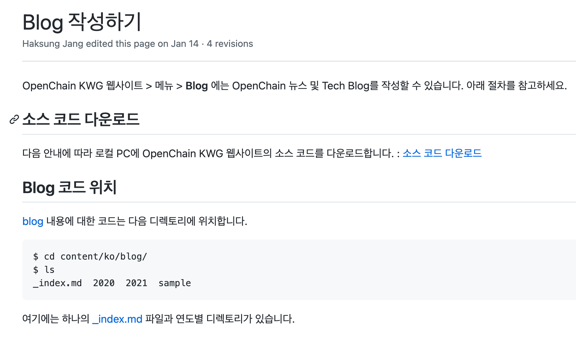 Blog 작성하기
Haksung Jang edited this page on Jan 14 · 4 revisions
OpenChain KWG 웹사이트 > 메뉴 > Blog 에는 OpenChain 뉴스 및 Tech Blog를 작성할 수 있습니다. 아래 절차를 참고하세요.
소스 코드 다운로드
다음 안내에 따라 로컬 PC에 OpenChain KWG 웹사이트의 소스 코드를 다운로드합니다. : 소스 코드 다운로드
Blog 코드 위치
blog 내용에 대한 코드는 다음 디렉토리에 위치합니다.
$ cd content/ko/blog/
$ ls
_index.md  2020  2021  sample
여기에는 하나의 _index.md 파일과 연도별 디렉토리가 있습니다.